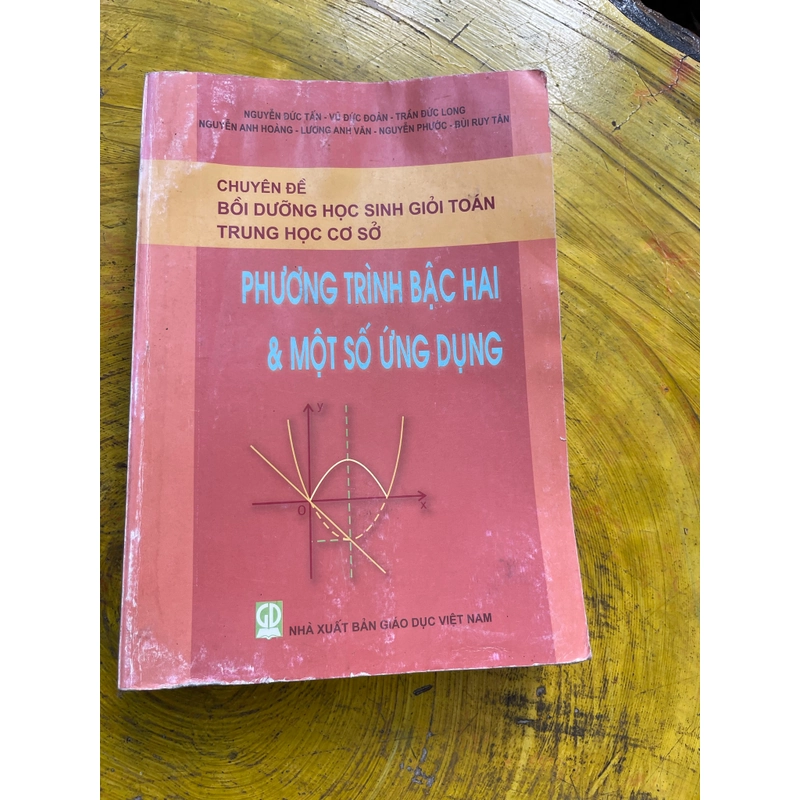 NGUYỄN ĐỨC TẤN - VŨ ĐỨC ĐOÀN - TRẦN ĐỨC LONG
NGUYỄN ANH HOÀNG - LƯƠNG ANH VĂN - NGUYỄN PHƯỚC - BÙI RUY TÂN
CHUYÊN ĐỀ
BỒI DƯỠNG HỌC SINH GIỎI TOÁN
TRUNG HỌC CƠ SỞ
PHƯƠNG TRÌNH BẬC HAI
& MỘT SỐ ỨNG DỤNG
y
O
x
GD
NHÀ XUẤT BẢN GIÁO DỤC VIỆT NAM